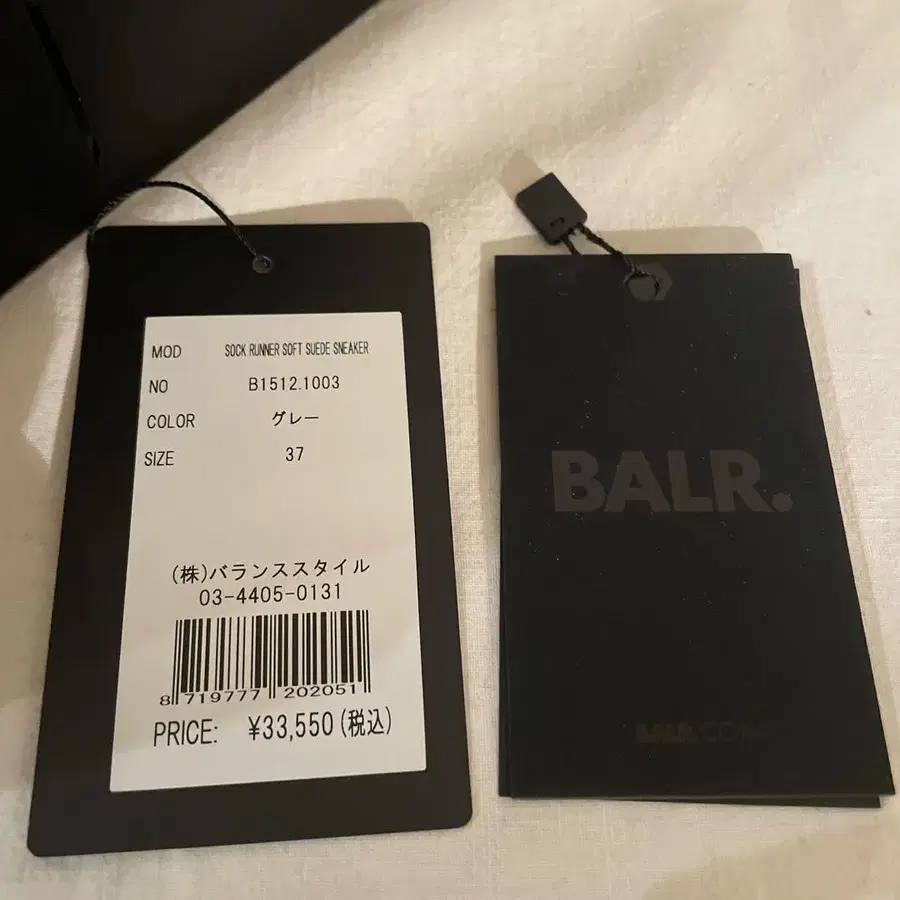 MOD SOCK RUNNER SOFT SUEDE SNEAKER
NO B1512.1003
COLOR グレー
SIZE 37
(株)バランススタイル
03-4405-0131
8 719777 202051
PRICE: ¥33,550(税込)
BALR.
BALR.COM